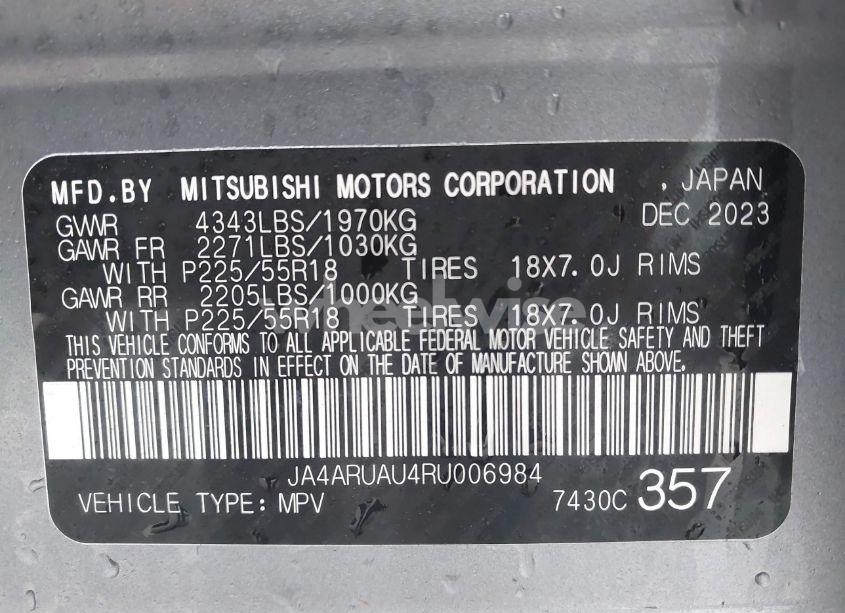 MFD.BY MITSUBISHI MOTORS CORPORATION , JAPAN
GVWR 4343LBS/1970KG DEC 2023
GAWR FR 2271LBS/1030KG
WITH P225/55R18 TIRES 18X7.0J RIMS
GAWR RR 2205LBS/1000KG
WITH P225/55R18 TIRES 18X7.0J RIMS
THIS VEHICLE CONFORMS TO ALL APPLICABLE FEDERAL MOTOR VEHICLE SAFETY AND THEFT
PREVENTION STANDARDS IN EFFECT ON THE DATE OF MANUFACTURE SHOWN ABOVE.
JA4ARUAU4RU006984
VEHICLE TYPE: MPV 7430C 357